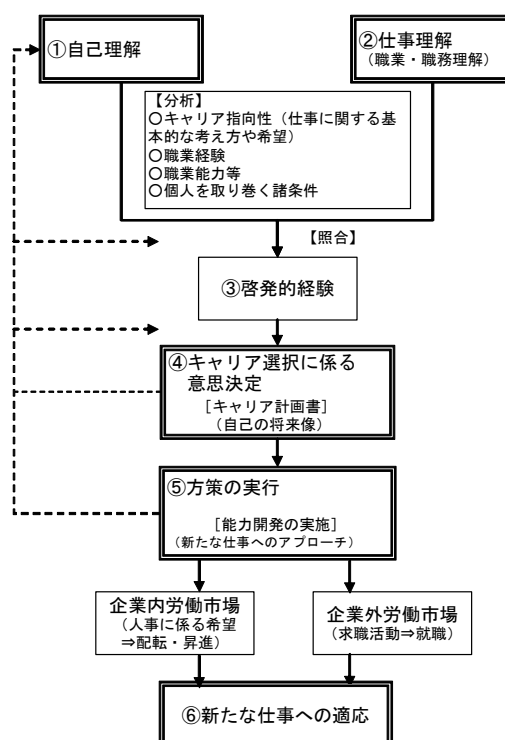 ①自己理解
②仕事理解
（職業・職務理解）
【分析】
○キャリア指向性（仕事に関する基
本的な考え方や希望）
○職業経験
○職業能力等
○個人を取り巻く諸条件
【照合】
③啓発的経験
④キャリア選択に係る
意思決定
［キャリア計画書］
（自己の将来像）
⑤方策の実行
［能力開発の実施］
（新たな仕事へのアプローチ）
企業内労働市場
（人事に係る希望
⇒配転・昇進）
企業外労働市場
（求職活動⇒就職）
⑥新たな仕事への適応